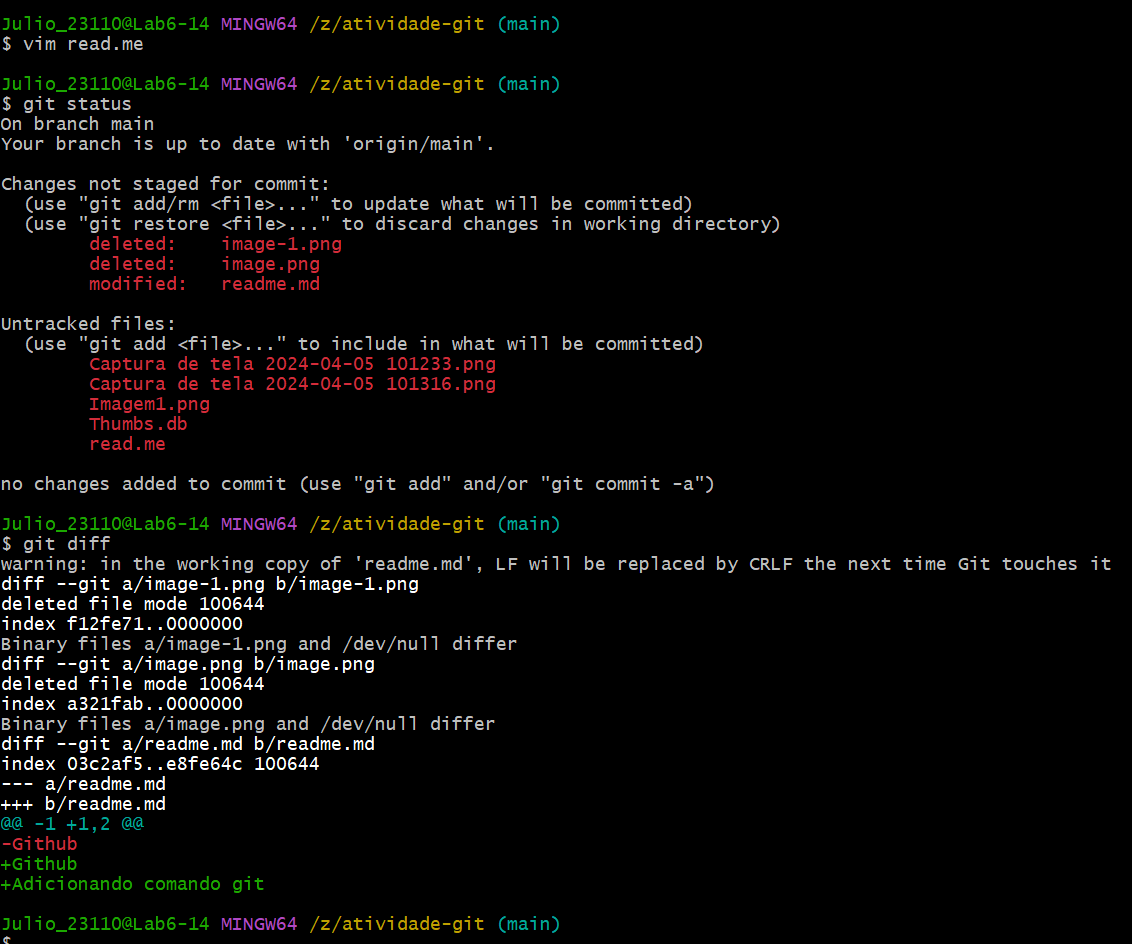 Julio_23110@Lab6-14 MINGW64 /z/atividade-git (main)
$ vim read.me
Julio_23110@Lab6-14 MINGW64 /z/atividade-git (main)
$ git status
On branch main
Your branch is up to date with 'origin/main'.
Changes not staged for commit:
  (use "git add/rm <file>..." to update what will be committed)
  (use "git restore <file>..." to discard changes in working directory)
        deleted:    image-1.png
        deleted:    image.png
        modified:   readme.md
Untracked files:
  (use "git add <file>..." to include in what will be committed)
        Captura de tela 2024-04-05 101233.png
        Captura de tela 2024-04-05 101316.png
        Imagem1.png
        Thumbs.db
        read.me
no changes added to commit (use "git add" and/or "git commit -a")
Julio_23110@Lab6-14 MINGW64 /z/atividade-git (main)
$ git diff
warning: in the working copy of 'readme.md', LF will be replaced by CRLF the next time Git touches it
diff --git a/image-1.png b/image-1.png
deleted file mode 100644
index f12fe71..0000000
Binary files a/image-1.png and /dev/null differ
diff --git a/image.png b/image.png
deleted file mode 100644
index a321fab..0000000
Binary files a/image.png and /dev/null differ
diff --git a/readme.md b/readme.md
index 03c2af5..e8fe64c 100644
--- a/readme.md
+++ b/readme.md
@@ -1 +1,2 @@
-Github
+Github
+Adicionando comando git
Julio_23110@Lab6-14 MINGW64 /z/atividade-git (main)
$